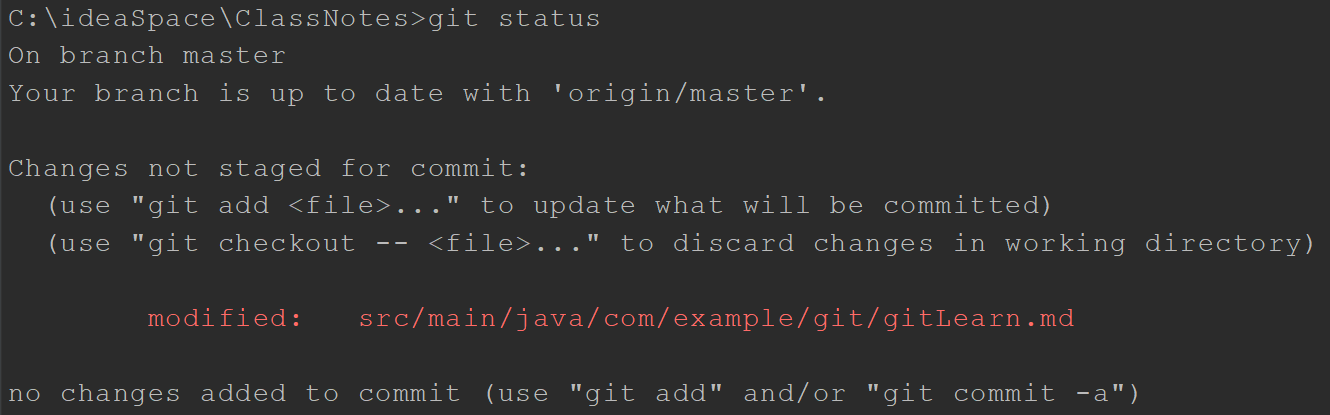 C:\ideaSpace\ClassNotes>git status
On branch master
Your branch is up to date with 'origin/master'.
Changes not staged for commit:
(use "git add <file>..." to update what will be committed)
(use "git checkout -- <file>..." to discard changes in working directory)
modified:   src/main/java/com/example/git/gitLearn.md
no changes added to commit (use "git add" and/or "git commit -a")